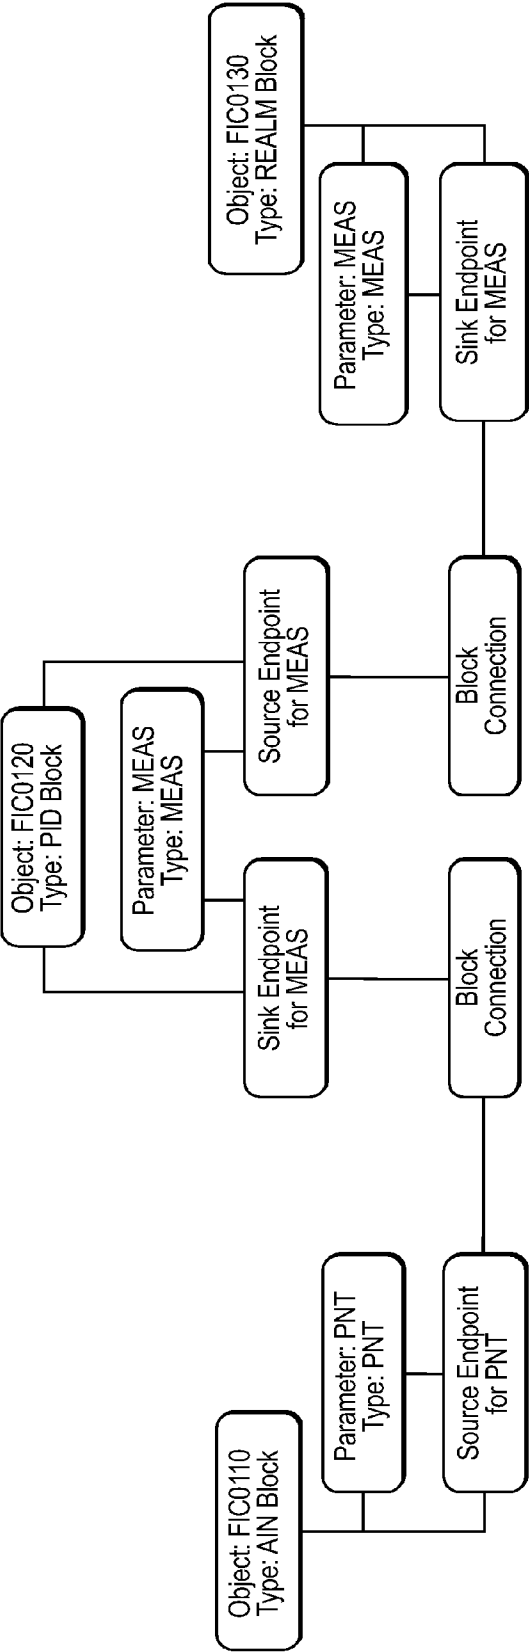 Object: FIC0110
Type: AIN Block
Parameter: PNT
Type: PNT
Source Endpoint
for PNT
Block
Connection
Object: FIC0120
Type: PID Block
Parameter: MEAS
Type: MEAS
Sink Endpoint
for MEAS
Source Endpoint
for MEAS
Block
Connection
Object: FIC0130
Type: REALM Block
Parameter: MEAS
Type: MEAS
Sink Endpoint
for MEAS